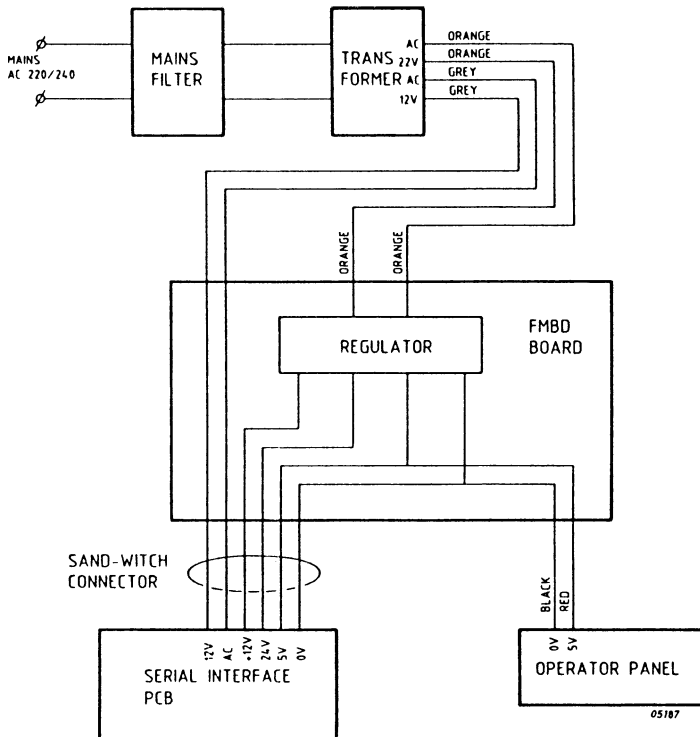 MAINS
AC 220/240
MAINS
FILTER
TRANS
FORMER
AC
22V
AC
12V
ORANGE
ORANGE
GREY
GREY
ORANGE
ORANGE
REGULATOR
FMBD
BOARD
SAND-WITCH
CONNECTOR
BLACK
RED
12V
AC
+12V
24V
5V
0V
SERIAL INTERFACE
PCB
0V
5V
OPERATOR PANEL
05187